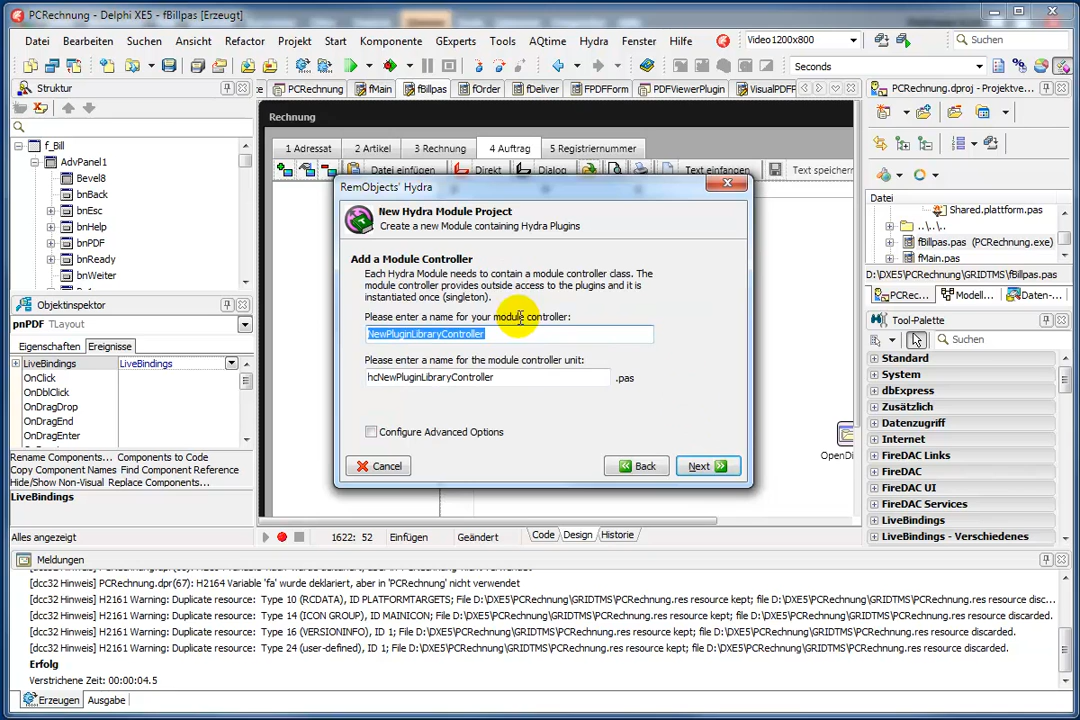 PCRechnung - Delphi XE5 - fBillpas [Erzeugt]
Datei Bearbeiten Suchen Ansicht Refactor Projekt Start Komponente GExperts Tools AQtime Hydra Fenster Hilfe Video1200x800 Suchen
Seconds
Struktur
PCRechnung fMain fBillpas fOrder fDeliver FPDFForm PDFViewerPlugin VisualPDFF
PCRechnung.dproj - Projektve
f_Bill
AdvPanel1
Bevel8
bnBack
bnEsc
bnHelp
bnPDF
bnReady
bnWeiter
Objektinspektor
pnPDF TLayout
Eigenschaften Ereignisse
LiveBindings LiveBindings
OnClick
OnDblClick
OnDragDrop
OnDragEnd
OnDragEnter
Rename Components... Components to Code
Copy Component Names Find Component Reference
Hide/Show Non-Visual Replace Components...
LiveBindings
Alles angezeigt
Rechnung
1 Adressat 2 Artikel 3 Rechnung 4 Auftrag 5 Registriernummer
Datei einfügen Direkt Dialog Text einfangen Text speichern
RemObjects' Hydra
New Hydra Module Project
Create a new Module containing Hydra Plugins
Add a Module Controller
Each Hydra Module needs to contain a module controller class. The
module controller provides outside access to the plugins and it is
instantiated once (singleton).
Please enter a name for your module controller:
NewPluginLibraryController
Please enter a name for the module controller unit:
hcNewPluginLibraryController .pas
Configure Advanced Options
Cancel Back Next
OpenDi
1622: 52 Einfügen Geändert Code Design Historie
Datei
Shared.plattform.pas
..\..\.
fBillpas.pas (PCRechnung.exe)
fMain.pas
D:\DXE5\PCRechnung\GRIDTMS\fBillpas.pas
PCRec... Modell... Daten-...
Tool-Palette
Suchen
Standard
System
dbExpress
Zusätzlich
Datenzugriff
Internet
FireDAC Links
FireDAC
FireDAC UI
FireDAC Services
LiveBindings
LiveBindings - Verschiedenes
Meldungen
[dcc32 Hinweis] PCRechnung.dpr(67): H2164 Variable 'fa' wurde deklariert, aber in 'PCRechnung' nicht verwendet
[dcc32 Hinweis] H2161 Warning: Duplicate resource: Type 10 (RCDATA), ID PLATFORMTARGETS; File D:\DXE5\PCRechnung\GRIDTMS\PCRechnung.res resource kept; file D:\DXE5\PCRechnung\GRIDTMS\PCRechnung.res resource disc...
[dcc32 Hinweis] H2161 Warning: Duplicate resource: Type 14 (ICON GROUP), ID MAINICON; File D:\DXE5\PCRechnung\GRIDTMS\PCRechnung.res resource kept; file D:\DXE5\PCRechnung\GRIDTMS\PCRechnung.res resource discarded.
[dcc32 Hinweis] H2161 Warning: Duplicate resource: Type 16 (VERSIONINFO), ID 1; File D:\DXE5\PCRechnung\GRIDTMS\PCRechnung.res resource kept; file D:\DXE5\PCRechnung\GRIDTMS\PCRechnung.res resource discarded.
[dcc32 Hinweis] H2161 Warning: Duplicate resource: Type 24 (user-defined), ID 1; File D:\DXE5\PCRechnung\GRIDTMS\PCRechnung.res resource kept; file D:\DXE5\PCRechnung\GRIDTMS\PCRechnung.res resource discarded.
Erfolg
Verstrichene Zeit: 00:00:04.5
Erzeugen Ausgabe